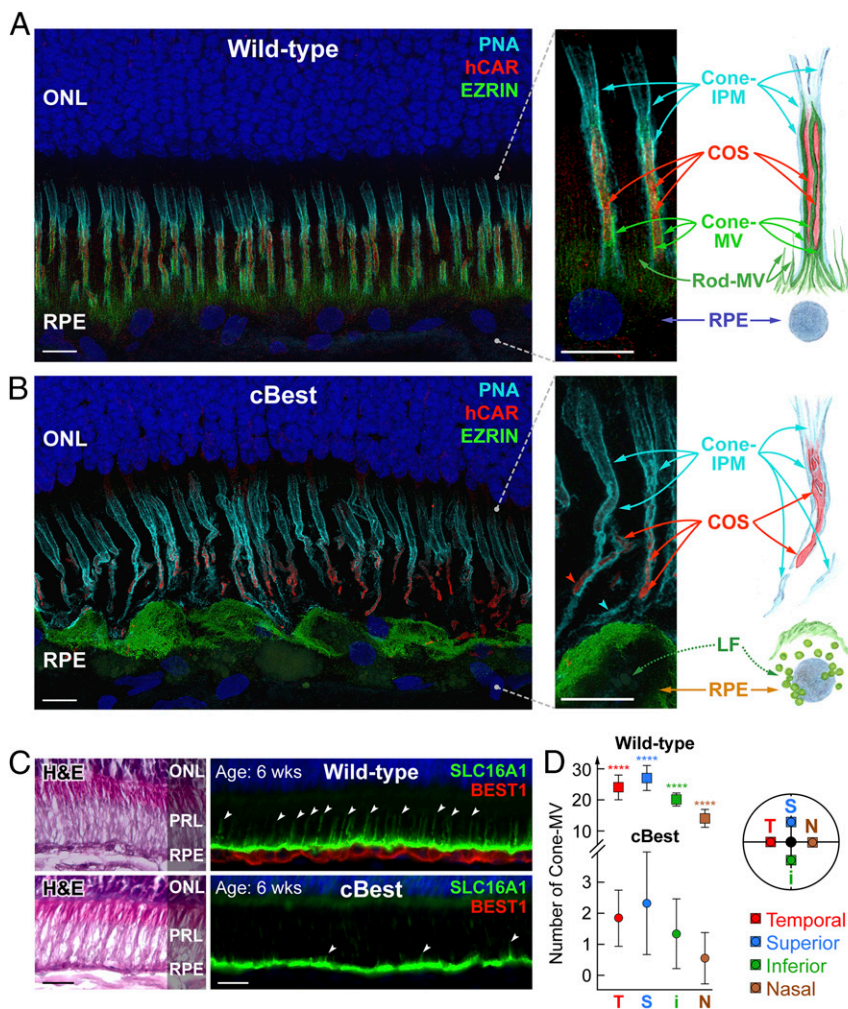 A
Wild-type
PNA
hCAR
EZRIN
ONL
RPE
Cone-
IPM
COS
Cone-
MV
Rod-MV
RPE
B
cBest
PNA
hCAR
EZRIN
ONL
RPE
Cone-
IPM
COS
LF
RPE
C
H&E
ONL
PRL
RPE
Age: 6 wks
Wild-type
SLC16A1
BEST1
H&E
ONL
PRL
RPE
Age: 6 wks
cBest
SLC16A1
BEST1
D
Wild-type
****
****
****
****
30
20
10
cBest
3
2
1
0
Number of Cone-MV
T
S
i
N
S
T
N
i
Temporal
Superior
Inferior
Nasal